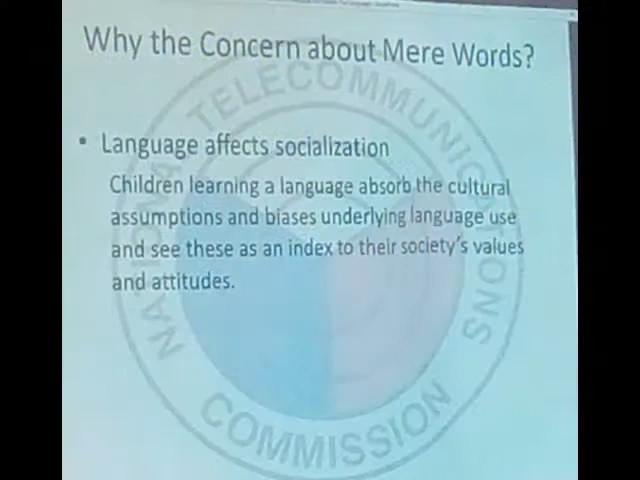 Why the Concern about Mere Words?
• Language affects socialization
Children learning a language absorb the cultural
assumptions and biases underlying language use
and see these as an index to their society's values
and attitudes.
NATIONAL TELECOMMUNICATIONS
COMMISSION